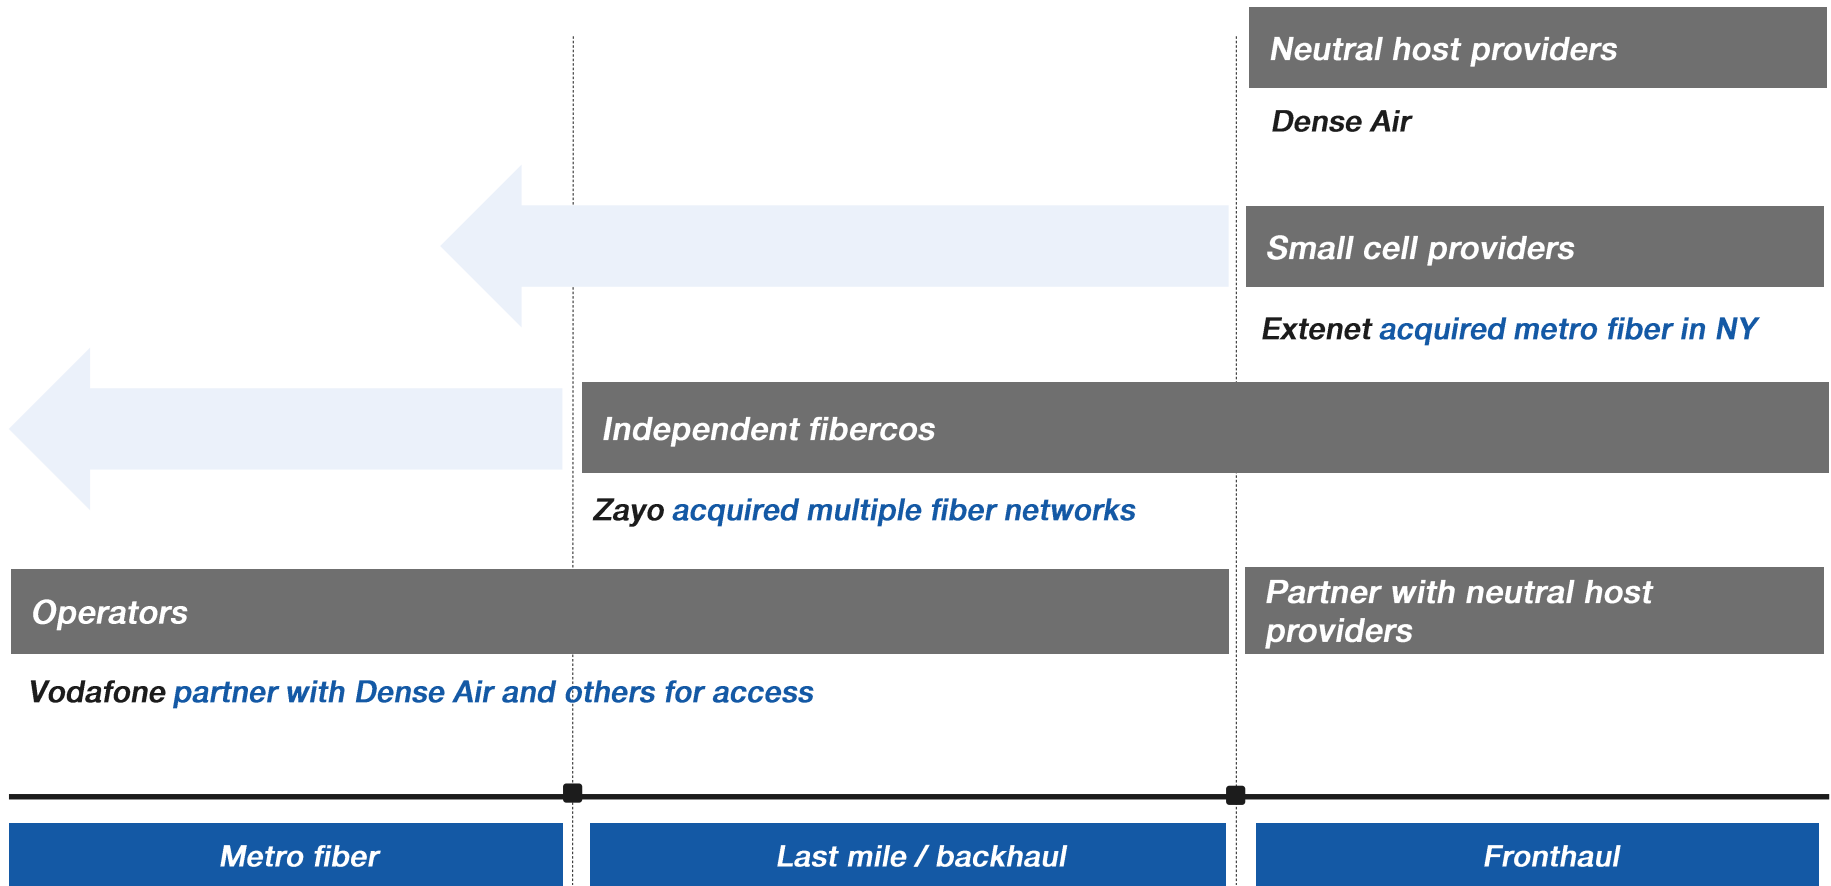 Neutral host providers
Dense Air
Small cell providers
Extenet acquired metro fiber in NY
Independent fibercos
Zayo acquired multiple fiber networks
Operators
Partner with neutral host
providers
Vodafone partner with Dense Air and others for access
Metro fiber
Last mile / backhaul
Fronthaul